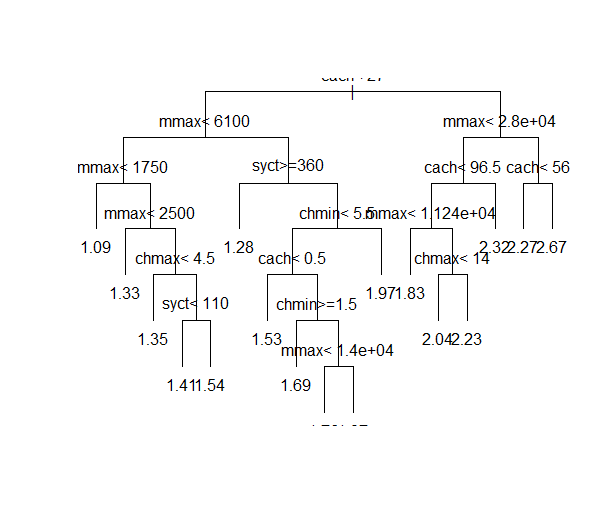 cach<27
mmax< 6100
mmax< 2.8e+04
mmax< 1750
syct>=360
cach< 96.5
cach< 56
mmax< 2500
chmin< 5.5
mmax< 1.124e+04
1.09
chmax< 4.5
1.28
cach< 0.5
chmax< 14
2.32
2.27
2.67
1.33
syct< 110
chmin>=1.5
1.97
1.83
1.35
1.53
mmax< 1.4e+04
2.04
2.23
1.41
1.54
1.69